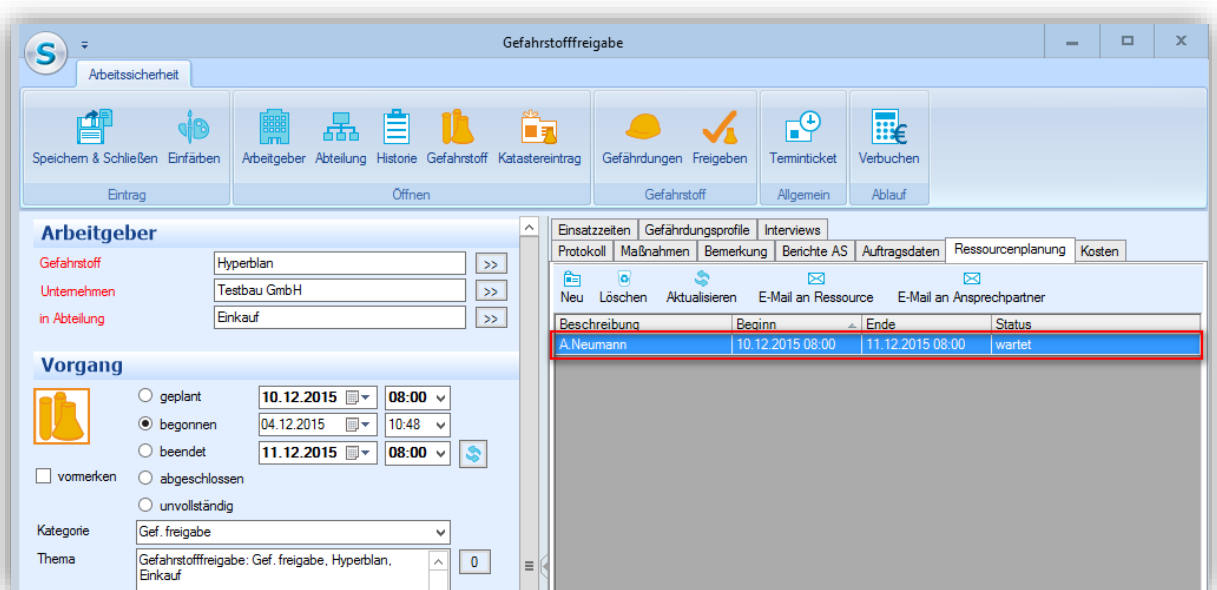 Gefahrstofffreigabe
S
Arbeitssicherheit
Speichern & Schließen Einfärben Arbeitgeber Abteilung Historie Gefahrstoff Katastereintrag Gefährdungen Freigeben Terminticket Verbuchen
Eintrag Öffnen Gefahrstoff Allgemein Ablauf
Arbeitgeber
Gefahrstoff Hyperblan >>
Unternehmen Testbau GmbH >>
in Abteilung Einkauf >>
Vorgang
geplant 10.12.2015 08:00
begonnen 04.12.2015 10:48
beendet 11.12.2015 08:00
vormerken abgeschlossen
unvollständig
Kategorie Gef. freigabe
Thema Gefahrstofffreigabe: Gef. freigabe, Hyperblan, 0
Einkauf
Einsatzzeiten Gefährdungsprofile Interviews
Protokoll Maßnahmen Bemerkung Berichte AS Auftragsdaten Ressourcenplanung Kosten
Neu Löschen Aktualisieren E-Mail an Ressource E-Mail an Ansprechpartner
Beschreibung Beginn Ende Status
A.Neumann 10.12.2015 08:00 11.12.2015 08:00 wartet